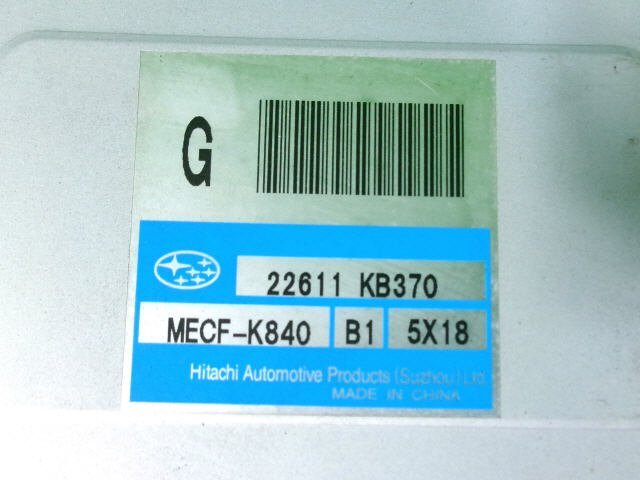 G
22611 KB370
MECF-K840 B1 5X18
Hitachi Automotive Products (Suzhou) Ltd
MADE IN CHINA